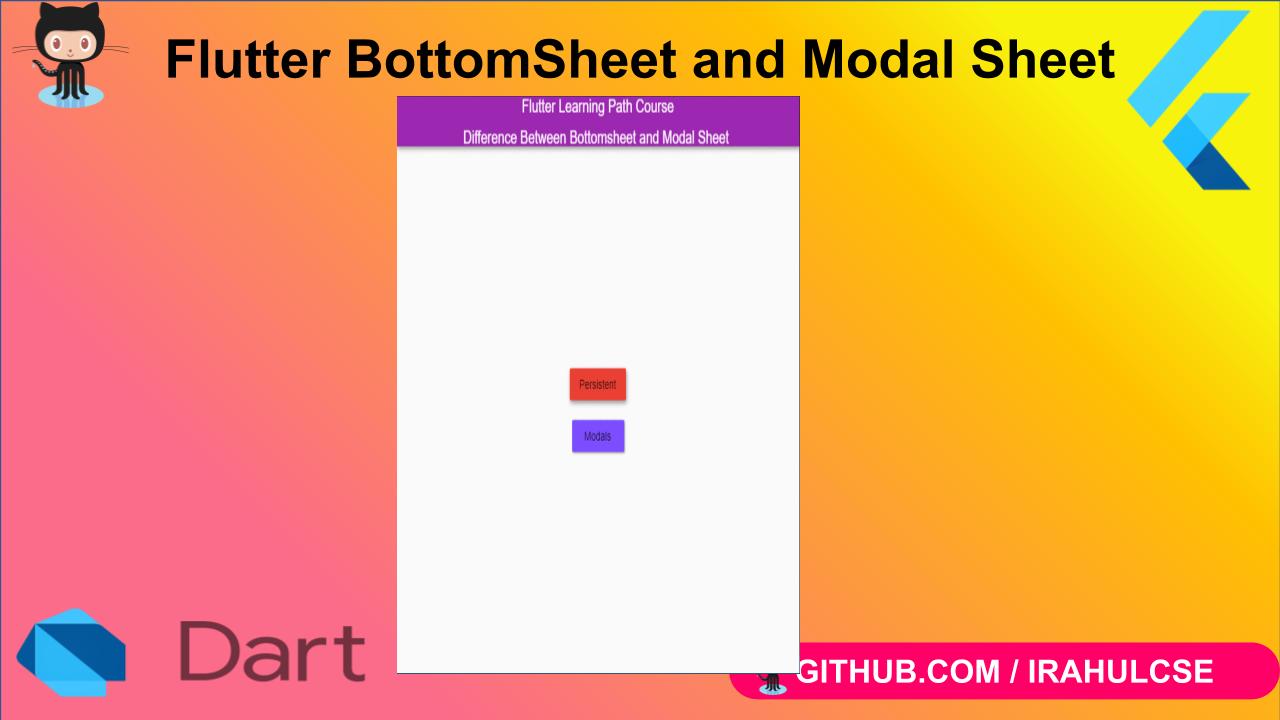 Flutter BottomSheet and Modal Sheet
Flutter Learning Path Course
Difference Between Bottomsheet and Modal Sheet
Persistent
Modals
Dart
GITHUB.COM / IRAHULCSE